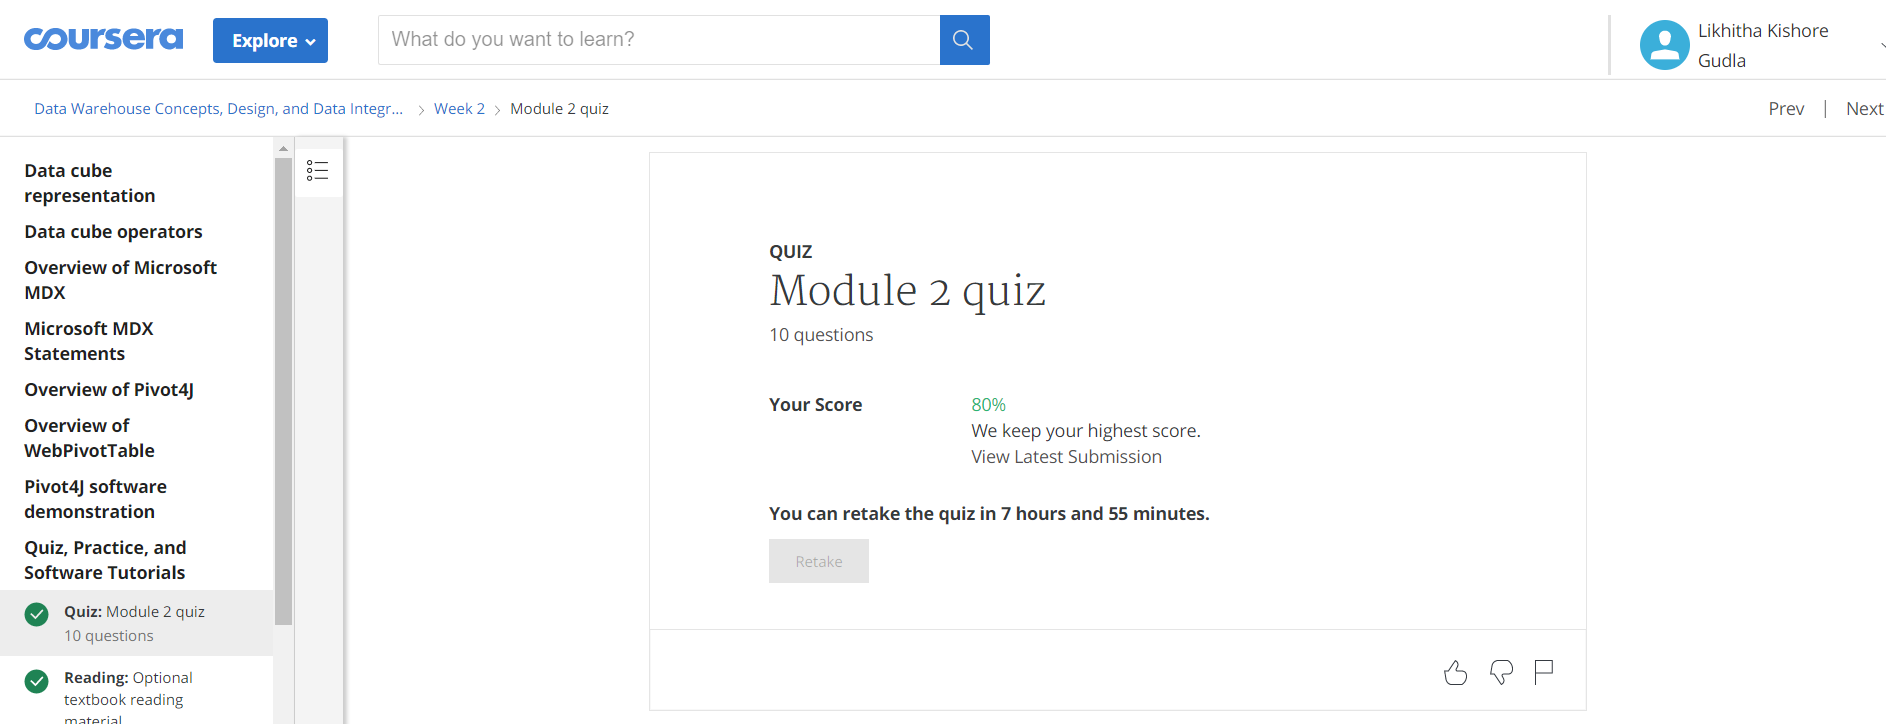 coursera
Explore
What do you want to learn?
Likhitha Kishore
Gudla
Data Warehouse Concepts, Design, and Data Integr... > Week 2 > Module 2 quiz
Prev | Next
Data cube
representation
Data cube operators
Overview of Microsoft
MDX
Microsoft MDX
Statements
Overview of Pivot4J
Overview of
WebPivotTable
Pivot4J software
demonstration
Quiz, Practice, and
Software Tutorials
Quiz: Module 2 quiz
10 questions
Reading: Optional
textbook reading
material
QUIZ
Module 2 quiz
10 questions
Your Score
80%
We keep your highest score.
View Latest Submission
You can retake the quiz in 7 hours and 55 minutes.
Retake